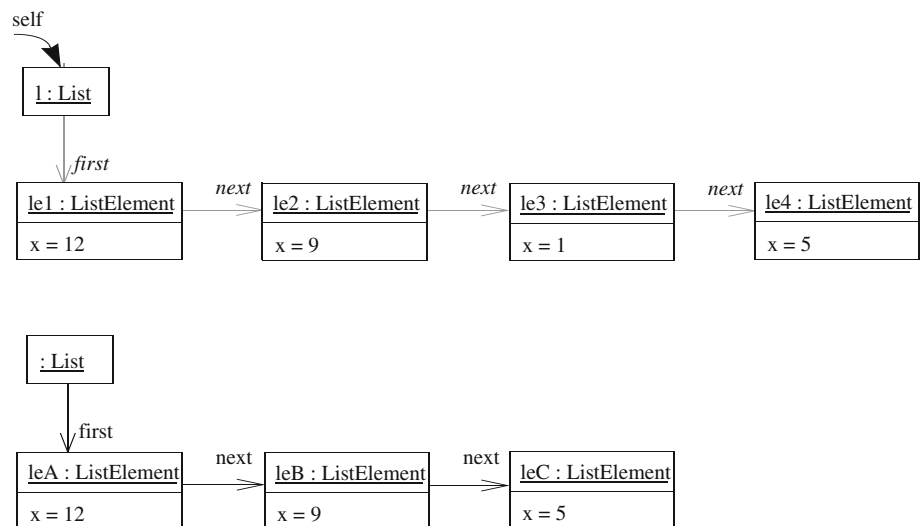 self
l : List
first
next next next
le1 : ListElement le2 : ListElement le3 : ListElement le4 : ListElement
x = 12 x = 9 x = 1 x = 5
: List
first
next next
leA : ListElement leB : ListElement leC : ListElement
x = 12 x = 9 x = 5